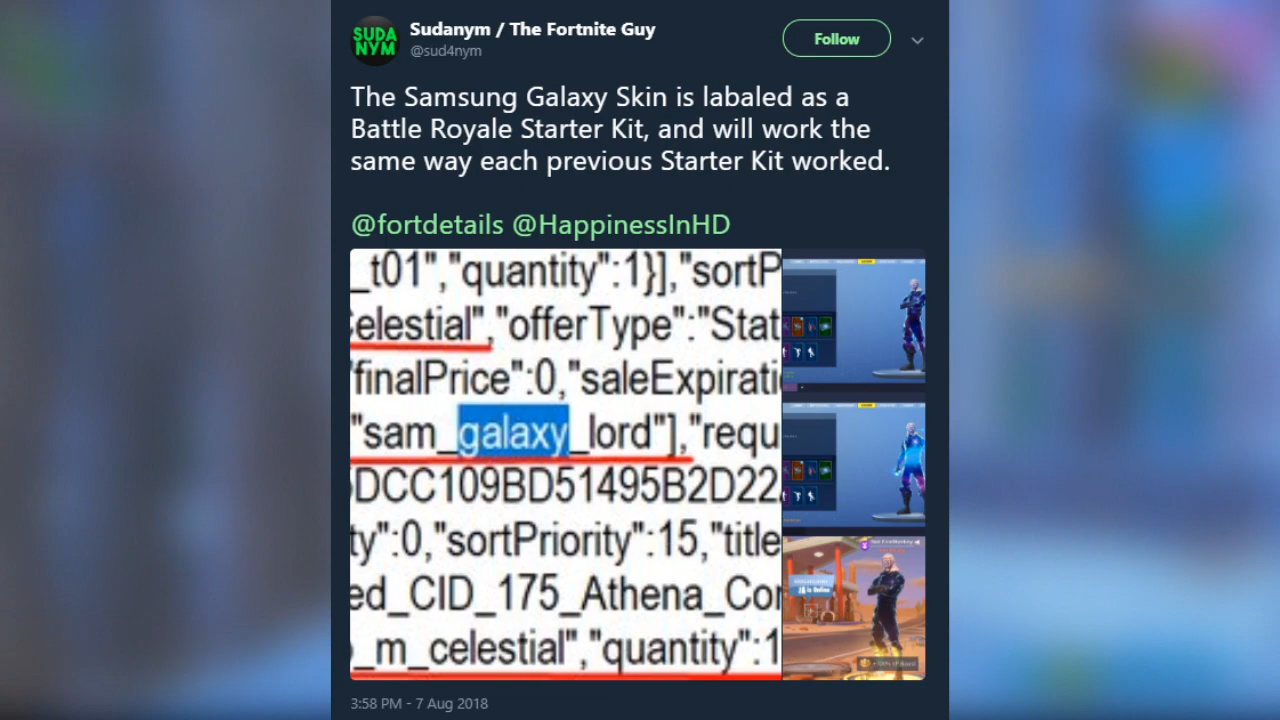 SUDA
NYM
Sudanym / The Fortnite Guy
@sud4nym
Follow
The Samsung Galaxy Skin is labaled as a
Battle Royale Starter Kit, and will work the
same way each previous Starter Kit worked.
@fortdetails @HappinessInHD
_t01","quantity":1}],"sortP
elestial","offerType":"Stat
"finalPrice":0,"saleExpirati
"sam_galaxy_lord"],"requ
DCC109BD51495B2D22
ty":0,"sortPriority":15,"title
ed_CID_175_Athena_Cor
_m_celestial","quantity":1
3:58 PM - 7 Aug 2018